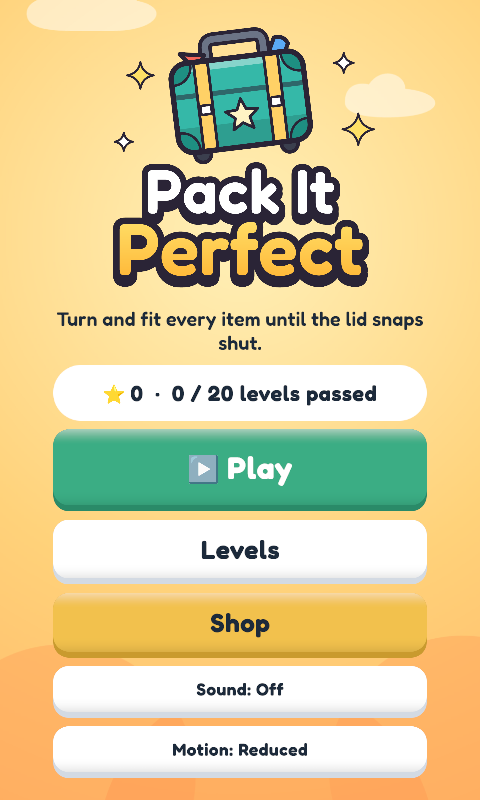 Pack It
Perfect
Turn and fit every item until the lid snaps
shut.
⭐ 0 · 0 / 20 levels passed
▶️ Play
Levels
Shop
Sound: Off
Motion: Reduced